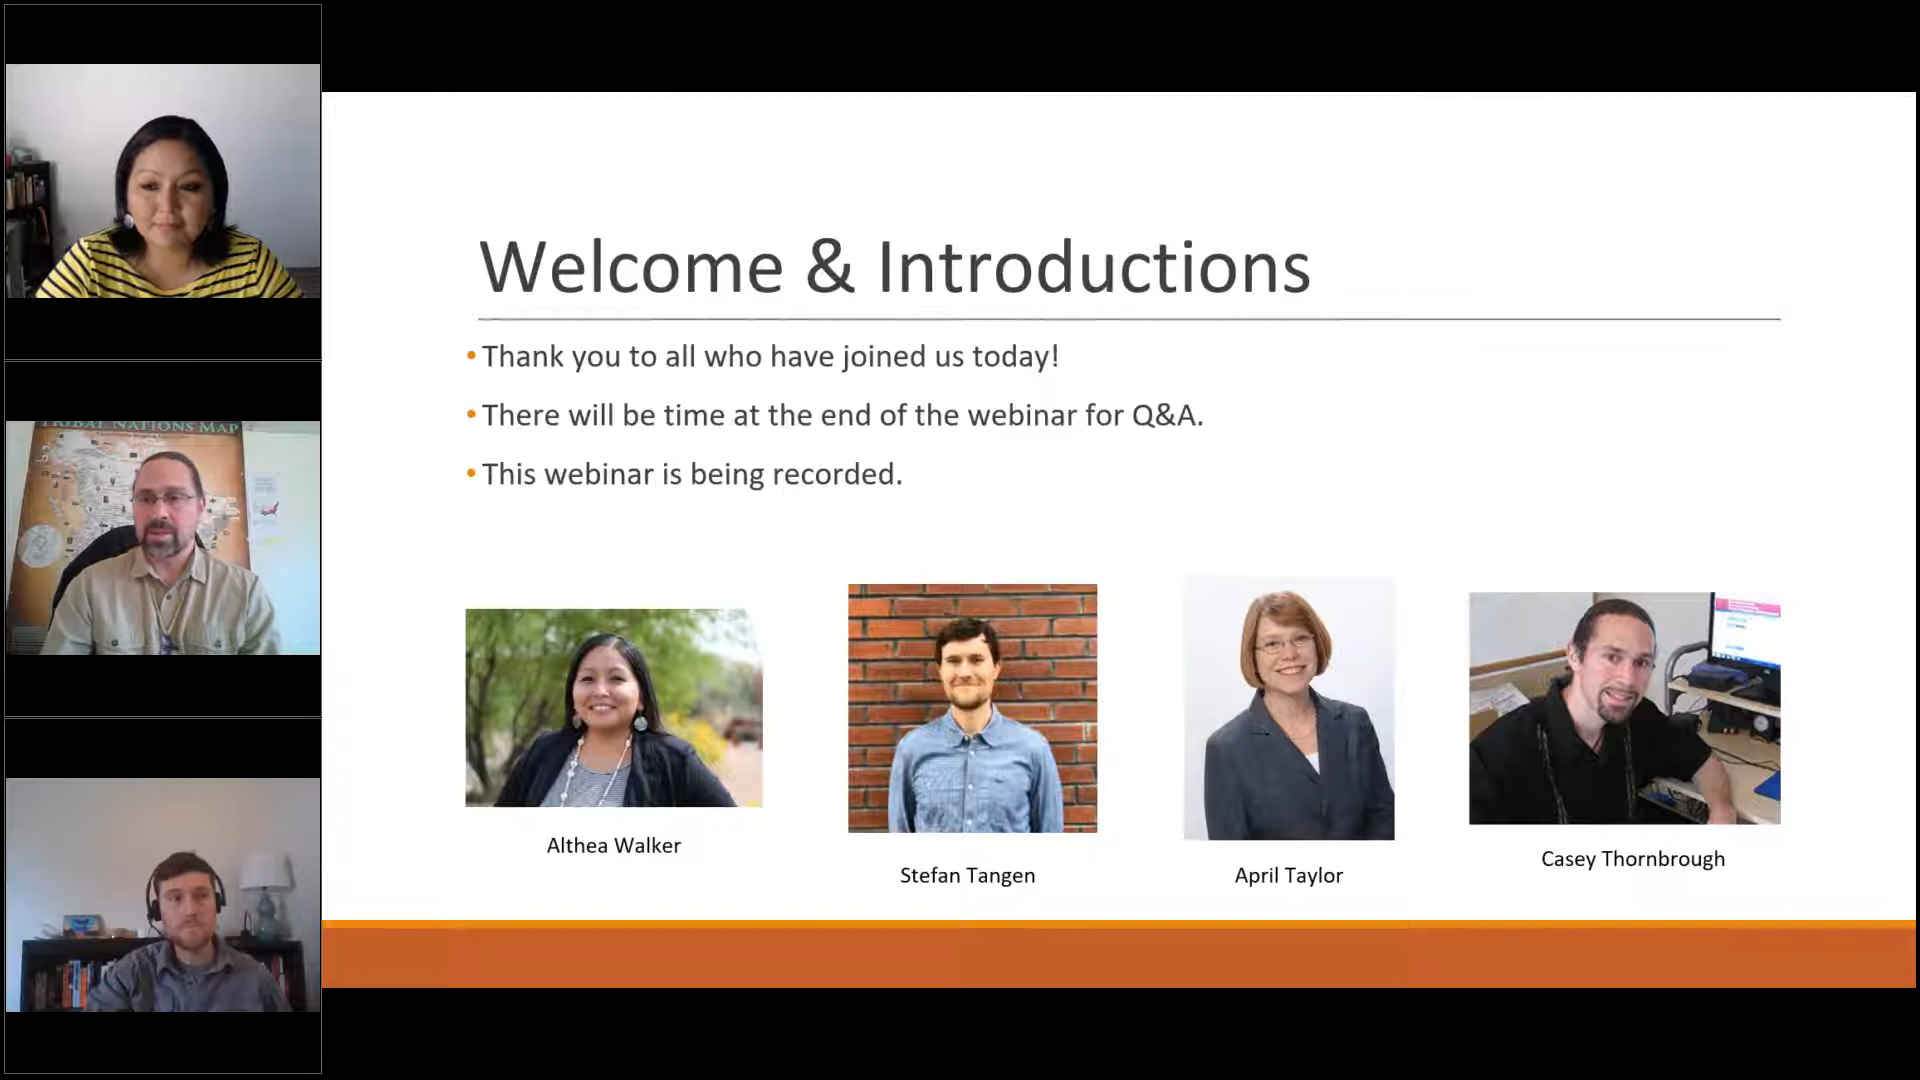 TRIBAL NATIONS MAP
Welcome & Introductions
• Thank you to all who have joined us today!
• There will be time at the end of the webinar for Q&A.
• This webinar is being recorded.
Althea Walker
Stefan Tangen
April Taylor
Casey Thornbrough